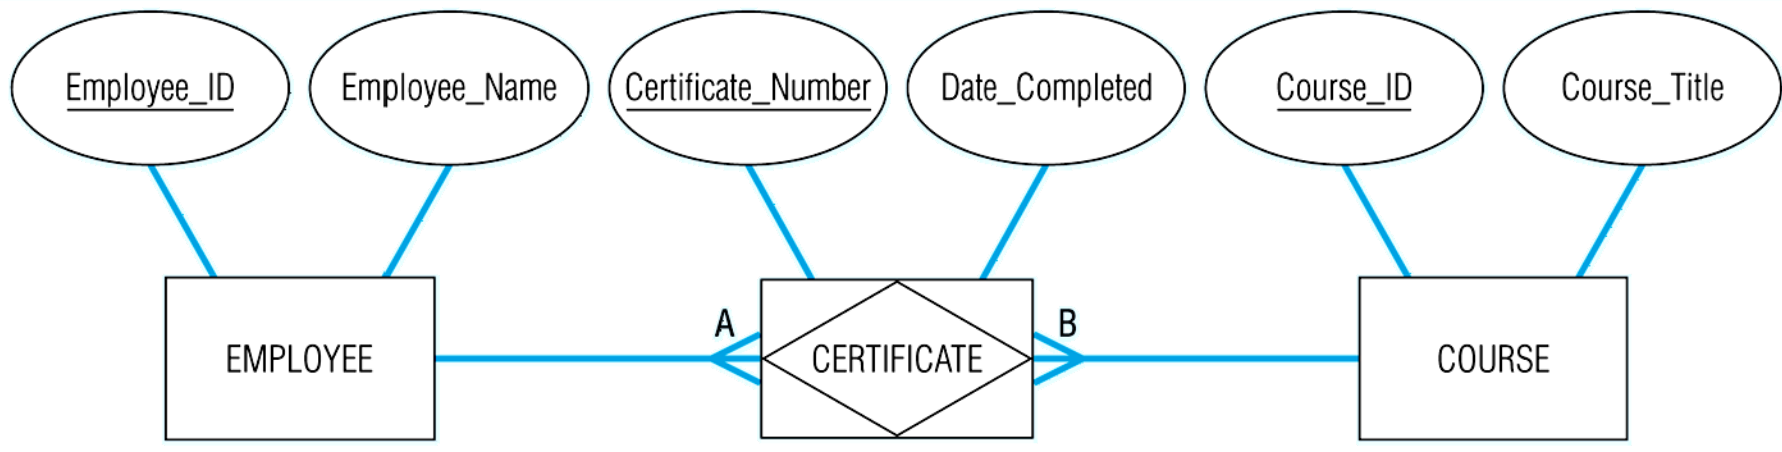 Employee_ID
Employee_Name
Certificate_Number
Date_Completed
Course_ID
Course_Title
A
B
EMPLOYEE
CERTIFICATE
COURSE